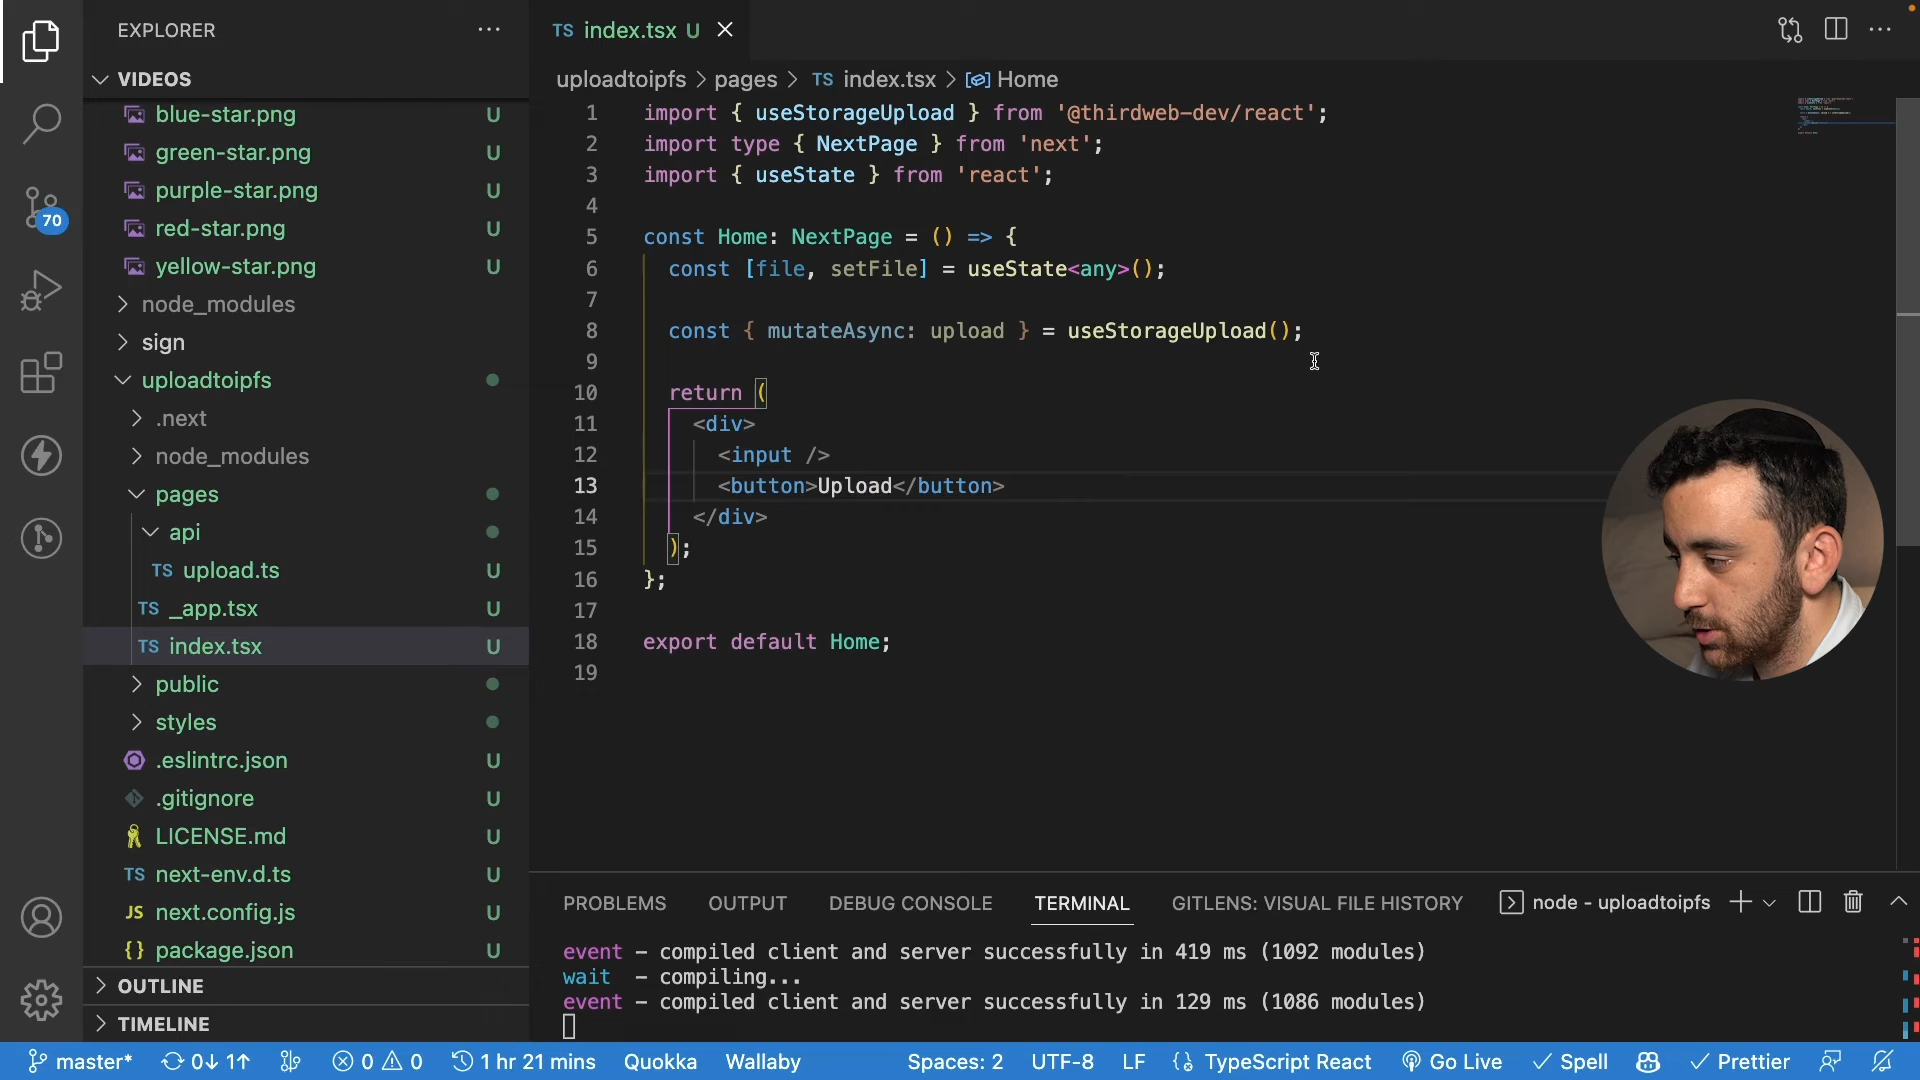 EXPLORER
VIDEOS
blue-star.png U
green-star.png U
purple-star.png U
red-star.png U
yellow-star.png U
node_modules
sign
uploadtoipfs
.next
node_modules
pages
api
TS upload.ts U
TS _app.tsx U
TS index.tsx U
public
styles
.eslintrc.json U
.gitignore U
LICENSE.md U
TS next-env.d.ts U
JS next.config.js U
{} package.json U
OUTLINE
TIMELINE
70
TS index.tsx U
uploadtoipfs > pages > TS index.tsx > Home
1 import { useStorageUpload } from '@thirdweb-dev/react';
2 import type { NextPage } from 'next';
3 import { useState } from 'react';
4
5 const Home: NextPage = () => {
6 const [file, setFile] = useState<any>();
7
8 const { mutateAsync: upload } = useStorageUpload();
9
10 return (
11 <div>
12 <input />
13 <button>Upload</button>
14 </div>
15 );
16 };
17
18 export default Home;
19
PROBLEMS OUTPUT DEBUG CONSOLE TERMINAL GITLENS: VISUAL FILE HISTORY node - uploadtoipfs
event - compiled client and server successfully in 419 ms (1092 modules)
wait - compiling...
event - compiled client and server successfully in 129 ms (1086 modules)
master* 0↓ 1↑ 0 0 1 hr 21 mins Quokka Wallaby Spaces: 2 UTF-8 LF {} TypeScript React Go Live Spell Prettier